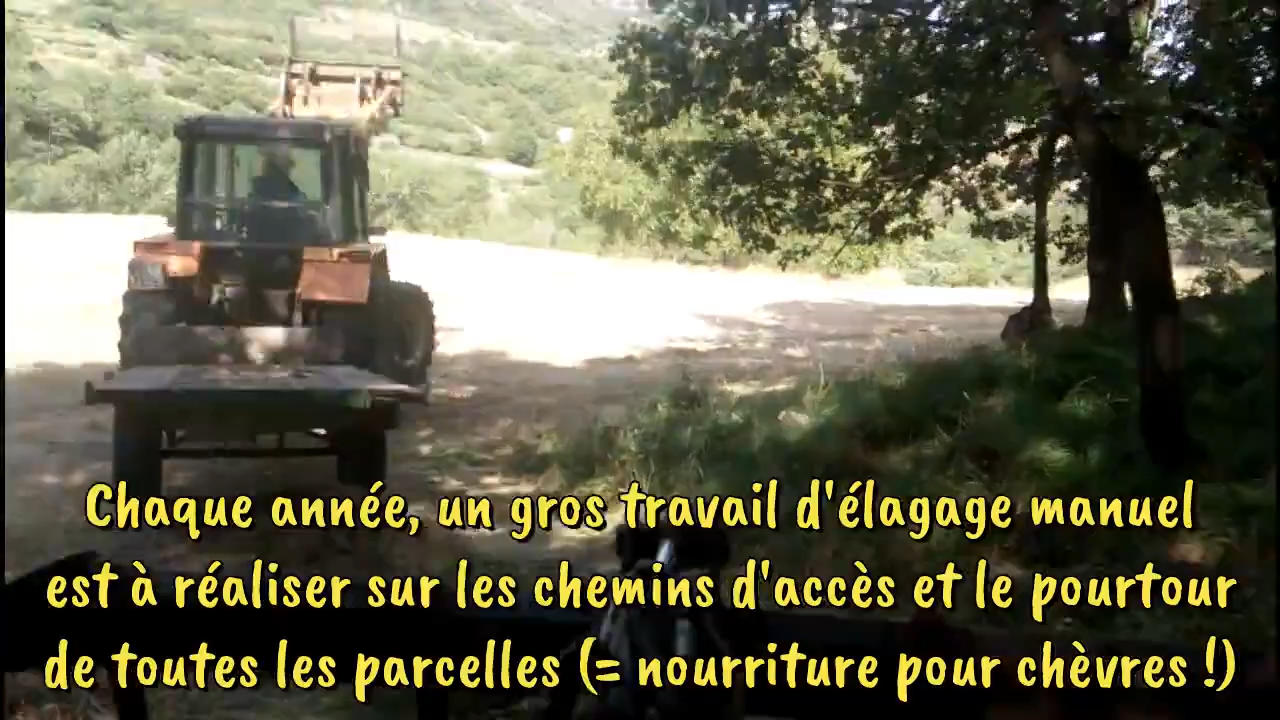 Chaque année, un gros travail d'élagage manuel
est à réaliser sur les chemins d'accès et le pourtour
de toutes les parcelles (= nourriture pour chèvres !)